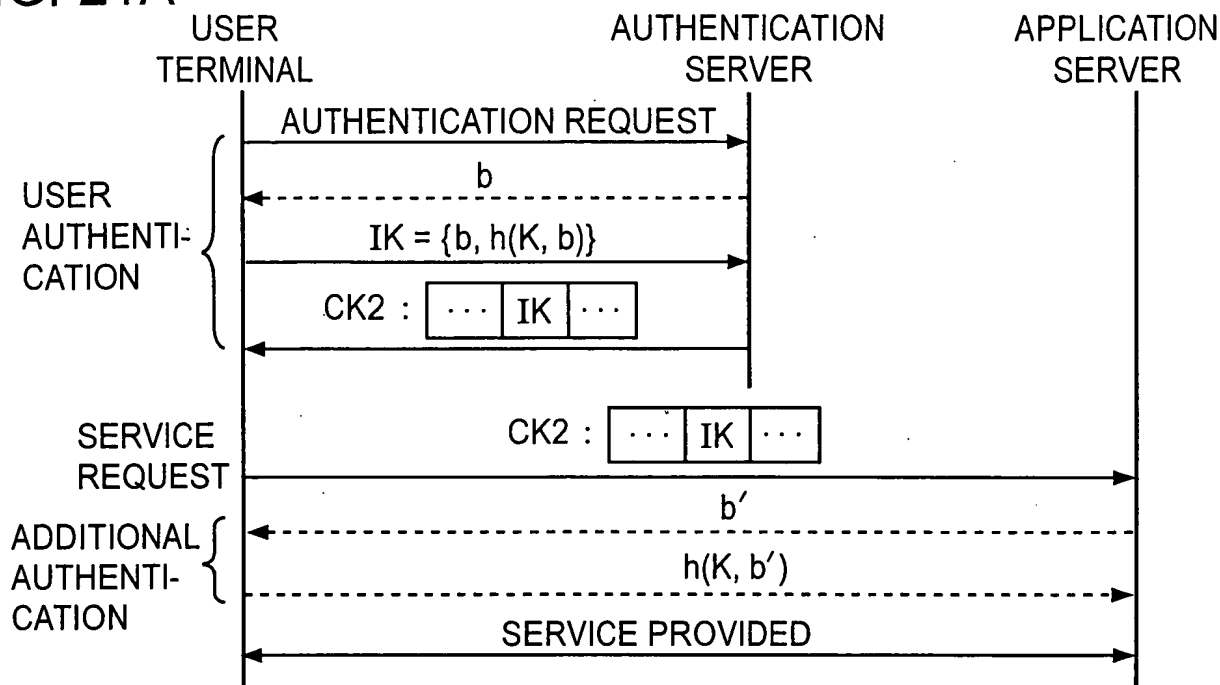 USER
TERMINAL
AUTHENTICATION
SERVER
APPLICATION
SERVER
AUTHENTICATION REQUEST
b
USER
AUTHENTI-
CATION
IK = {b, h(K, b)}
CK2 : ··· IK ···
CK2 : ··· IK ···
SERVICE
REQUEST
b′
ADDITIONAL
AUTHENTI-
CATION
h(K, b′)
SERVICE PROVIDED